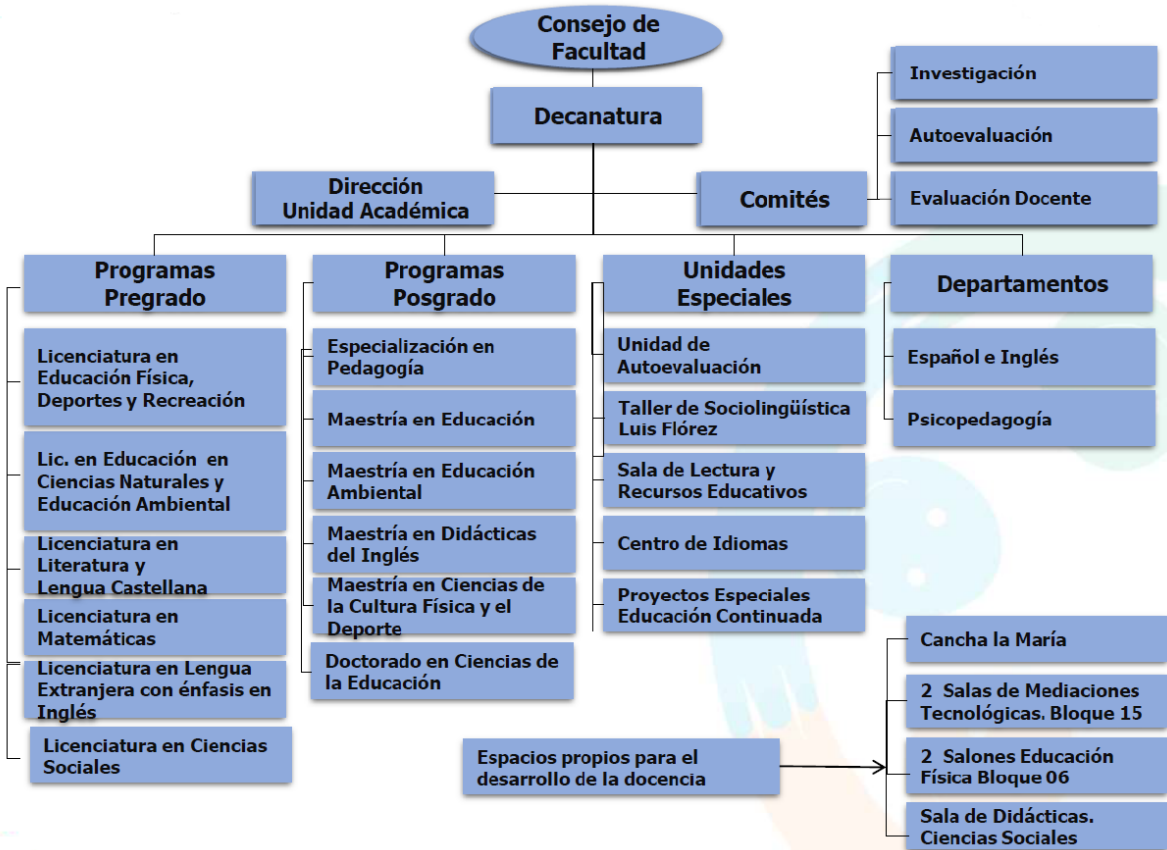 Consejo de
Facultad
Decanatura
Dirección
Unidad Académica
Comités
Investigación
Autoevaluación
Evaluación Docente
Programas
Pregrado
Licenciatura en
Educación Física,
Deportes y Recreación
Lic. en Educación en
Ciencias Naturales y
Educación Ambiental
Licenciatura en
Literatura y
Lengua Castellana
Licenciatura en
Matemáticas
Licenciatura en Lengua
Extranjera con énfasis en
Inglés
Licenciatura en Ciencias
Sociales
Programas
Posgrado
Especialización en
Pedagogía
Maestría en Educación
Maestría en Educación
Ambiental
Maestría en Didácticas
del Inglés
Maestría en Ciencias de
la Cultura Física y el
Deporte
Doctorado en Ciencias de
la Educación
Unidades
Especiales
Unidad de
Autoevaluación
Taller de Sociolingüística
Luis Flórez
Sala de Lectura y
Recursos Educativos
Centro de Idiomas
Proyectos Especiales
Educación Continuada
Departamentos
Español e Inglés
Psicopedagogía
Espacios propios para el
desarrollo de la docencia
Cancha la María
2 Salas de Mediaciones
Tecnológicas. Bloque 15
2 Salones Educación
Física Bloque 06
Sala de Didácticas.
Ciencias Sociales